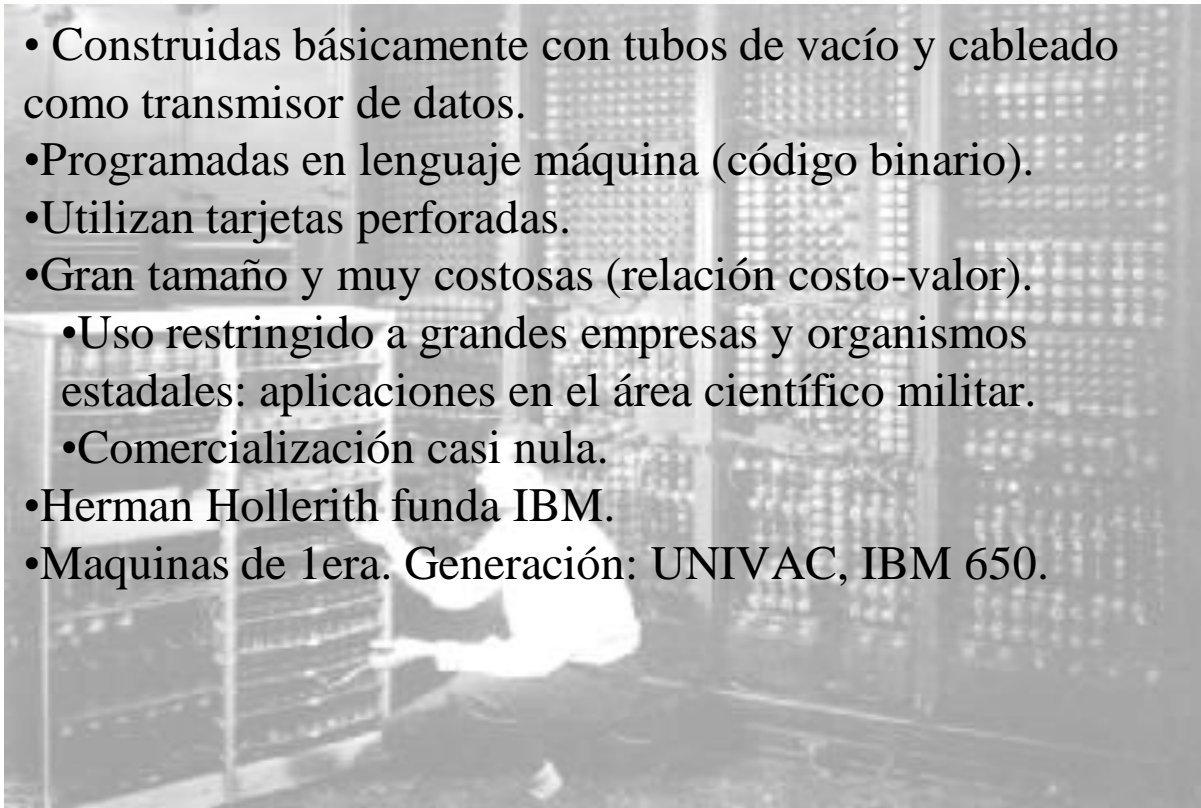 • Construidas básicamente con tubos de vacío y cableado
como transmisor de datos.
•Programadas en lenguaje máquina (código binario).
•Utilizan tarjetas perforadas.
•Gran tamaño y muy costosas (relación costo-valor).
•Uso restringido a grandes empresas y organismos
estadales: aplicaciones en el área científico militar.
•Comercialización casi nula.
•Herman Hollerith funda IBM.
•Maquinas de 1era. Generación: UNIVAC, IBM 650.